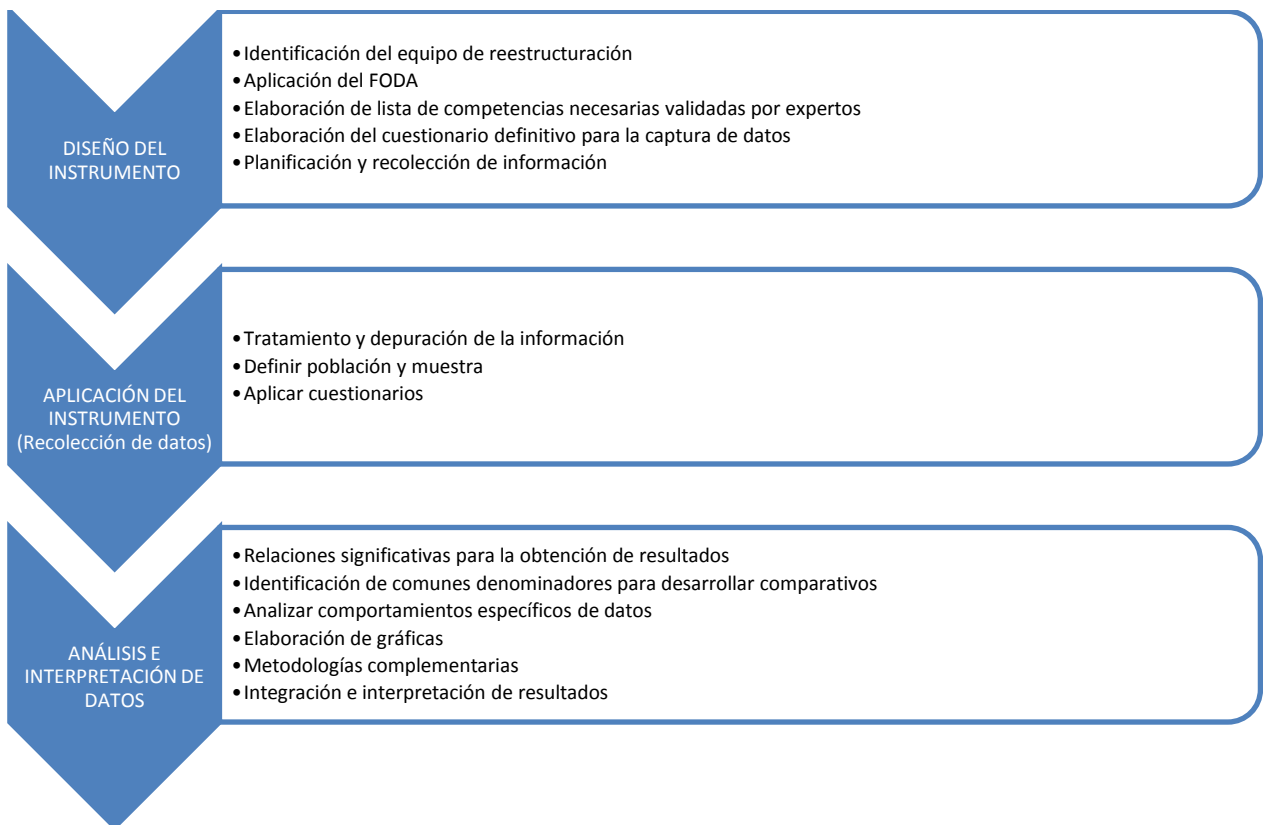 DISEÑO DEL
INSTRUMENTO
•Identificación del equipo de reestructuración
•Aplicación del FODA
•Elaboración de lista de competencias necesarias validadas por expertos
•Elaboración del cuestionario definitivo para la captura de datos
•Planificación y recolección de información
APLICACIÓN DEL
INSTRUMENTO
(Recolección de datos)
•Tratamiento y depuración de la información
•Definir población y muestra
•Aplicar cuestionarios
ANÁLISIS E
INTERPRETACIÓN DE
DATOS
•Relaciones significativas para la obtención de resultados
•Identificación de comunes denominadores para desarrollar comparativos
•Analizar comportamientos específicos de datos
•Elaboración de gráficas
•Metodologías complementarias
•Integración e interpretación de resultados